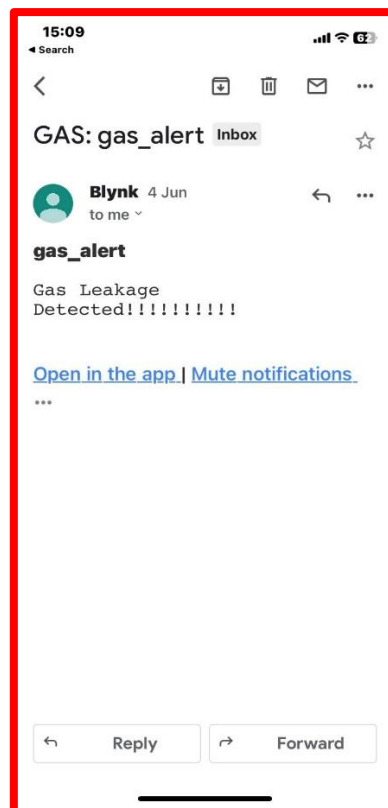 15:09
◀ Search
62
GAS: gas_alert Inbox
Blynk 4 Jun
to me
gas_alert
Gas Leakage
Detected!!!!!!!!!!
Open in the app | Mute notifications
Reply
Forward